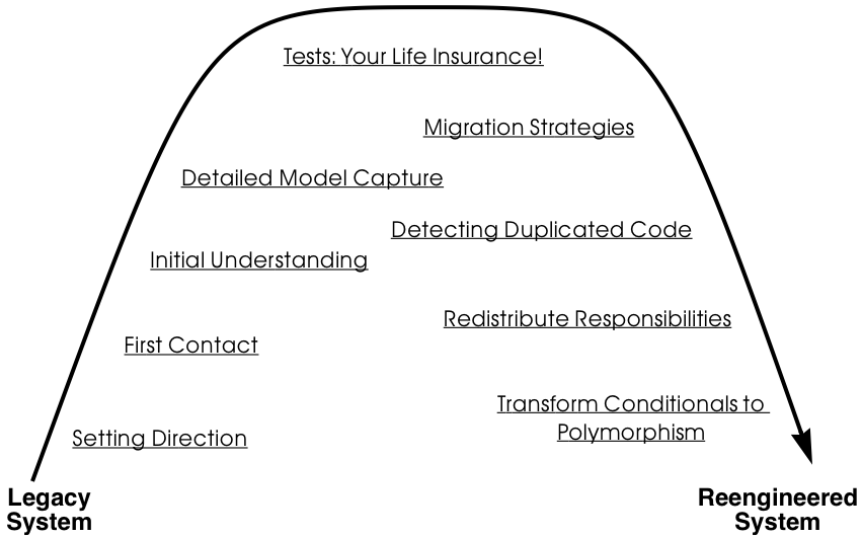 Tests: Your Life Insurance!
Migration Strategies
Detailed Model Capture
Detecting Duplicated Code
Initial Understanding
Redistribute Responsibilities
First Contact
Transform Conditionals to
Polymorphism
Setting Direction
Legacy
System
Reengineered
System